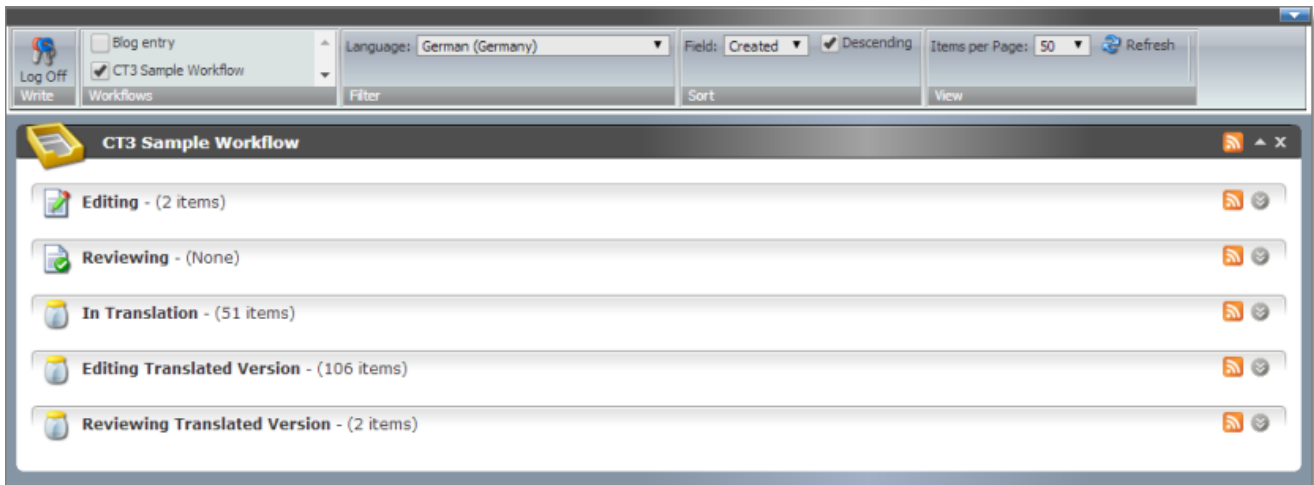 Log Off
Write
Blog entry
CT3 Sample Workflow
Workflows
Language: German (Germany)
Filter
Field: Created Descending
Sort
Items per Page: 50 Refresh
View
CT3 Sample Workflow X
Editing - (2 items)
Reviewing - (None)
In Translation - (51 items)
Editing Translated Version - (106 items)
Reviewing Translated Version - (2 items)